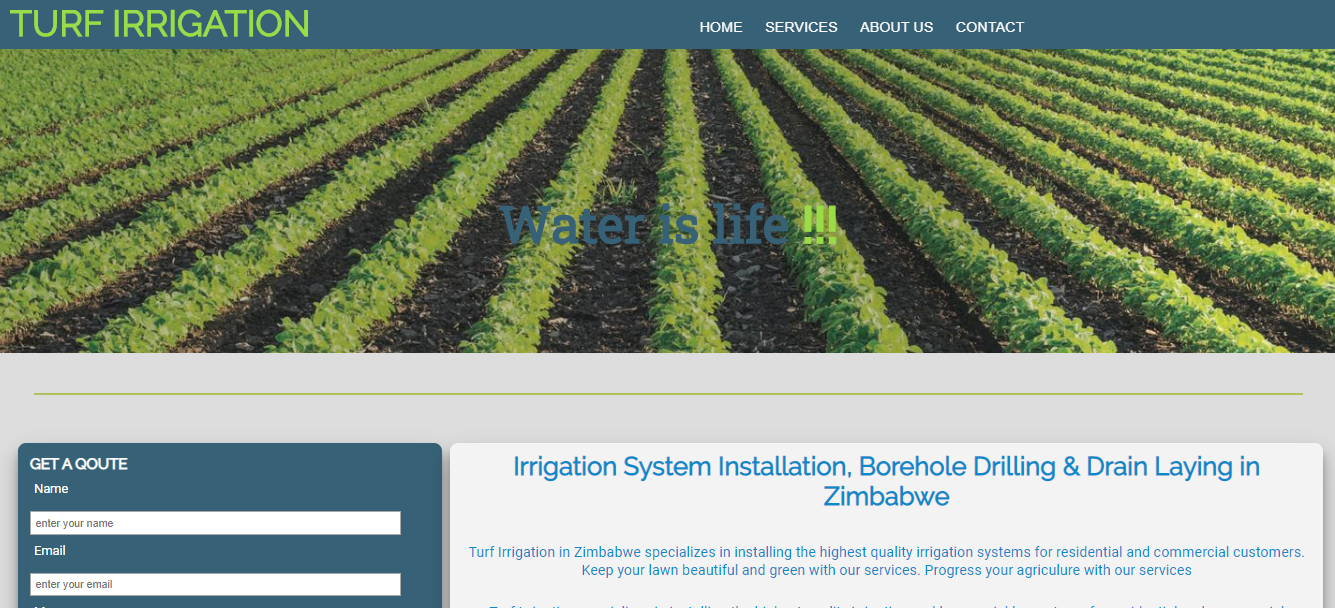 TURF IRRIGATION
HOME SERVICES ABOUT US CONTACT
Water is life !!!
GET A QOUTE
Name
enter your name
Email
enter your email
Irrigation System Installation, Borehole Drilling & Drain Laying in
Zimbabwe
Turf Irrigation in Zimbabwe specializes in installing the highest quality irrigation systems for residential and commercial customers.
Keep your lawn beautiful and green with our services. Progress your agriculure with our services